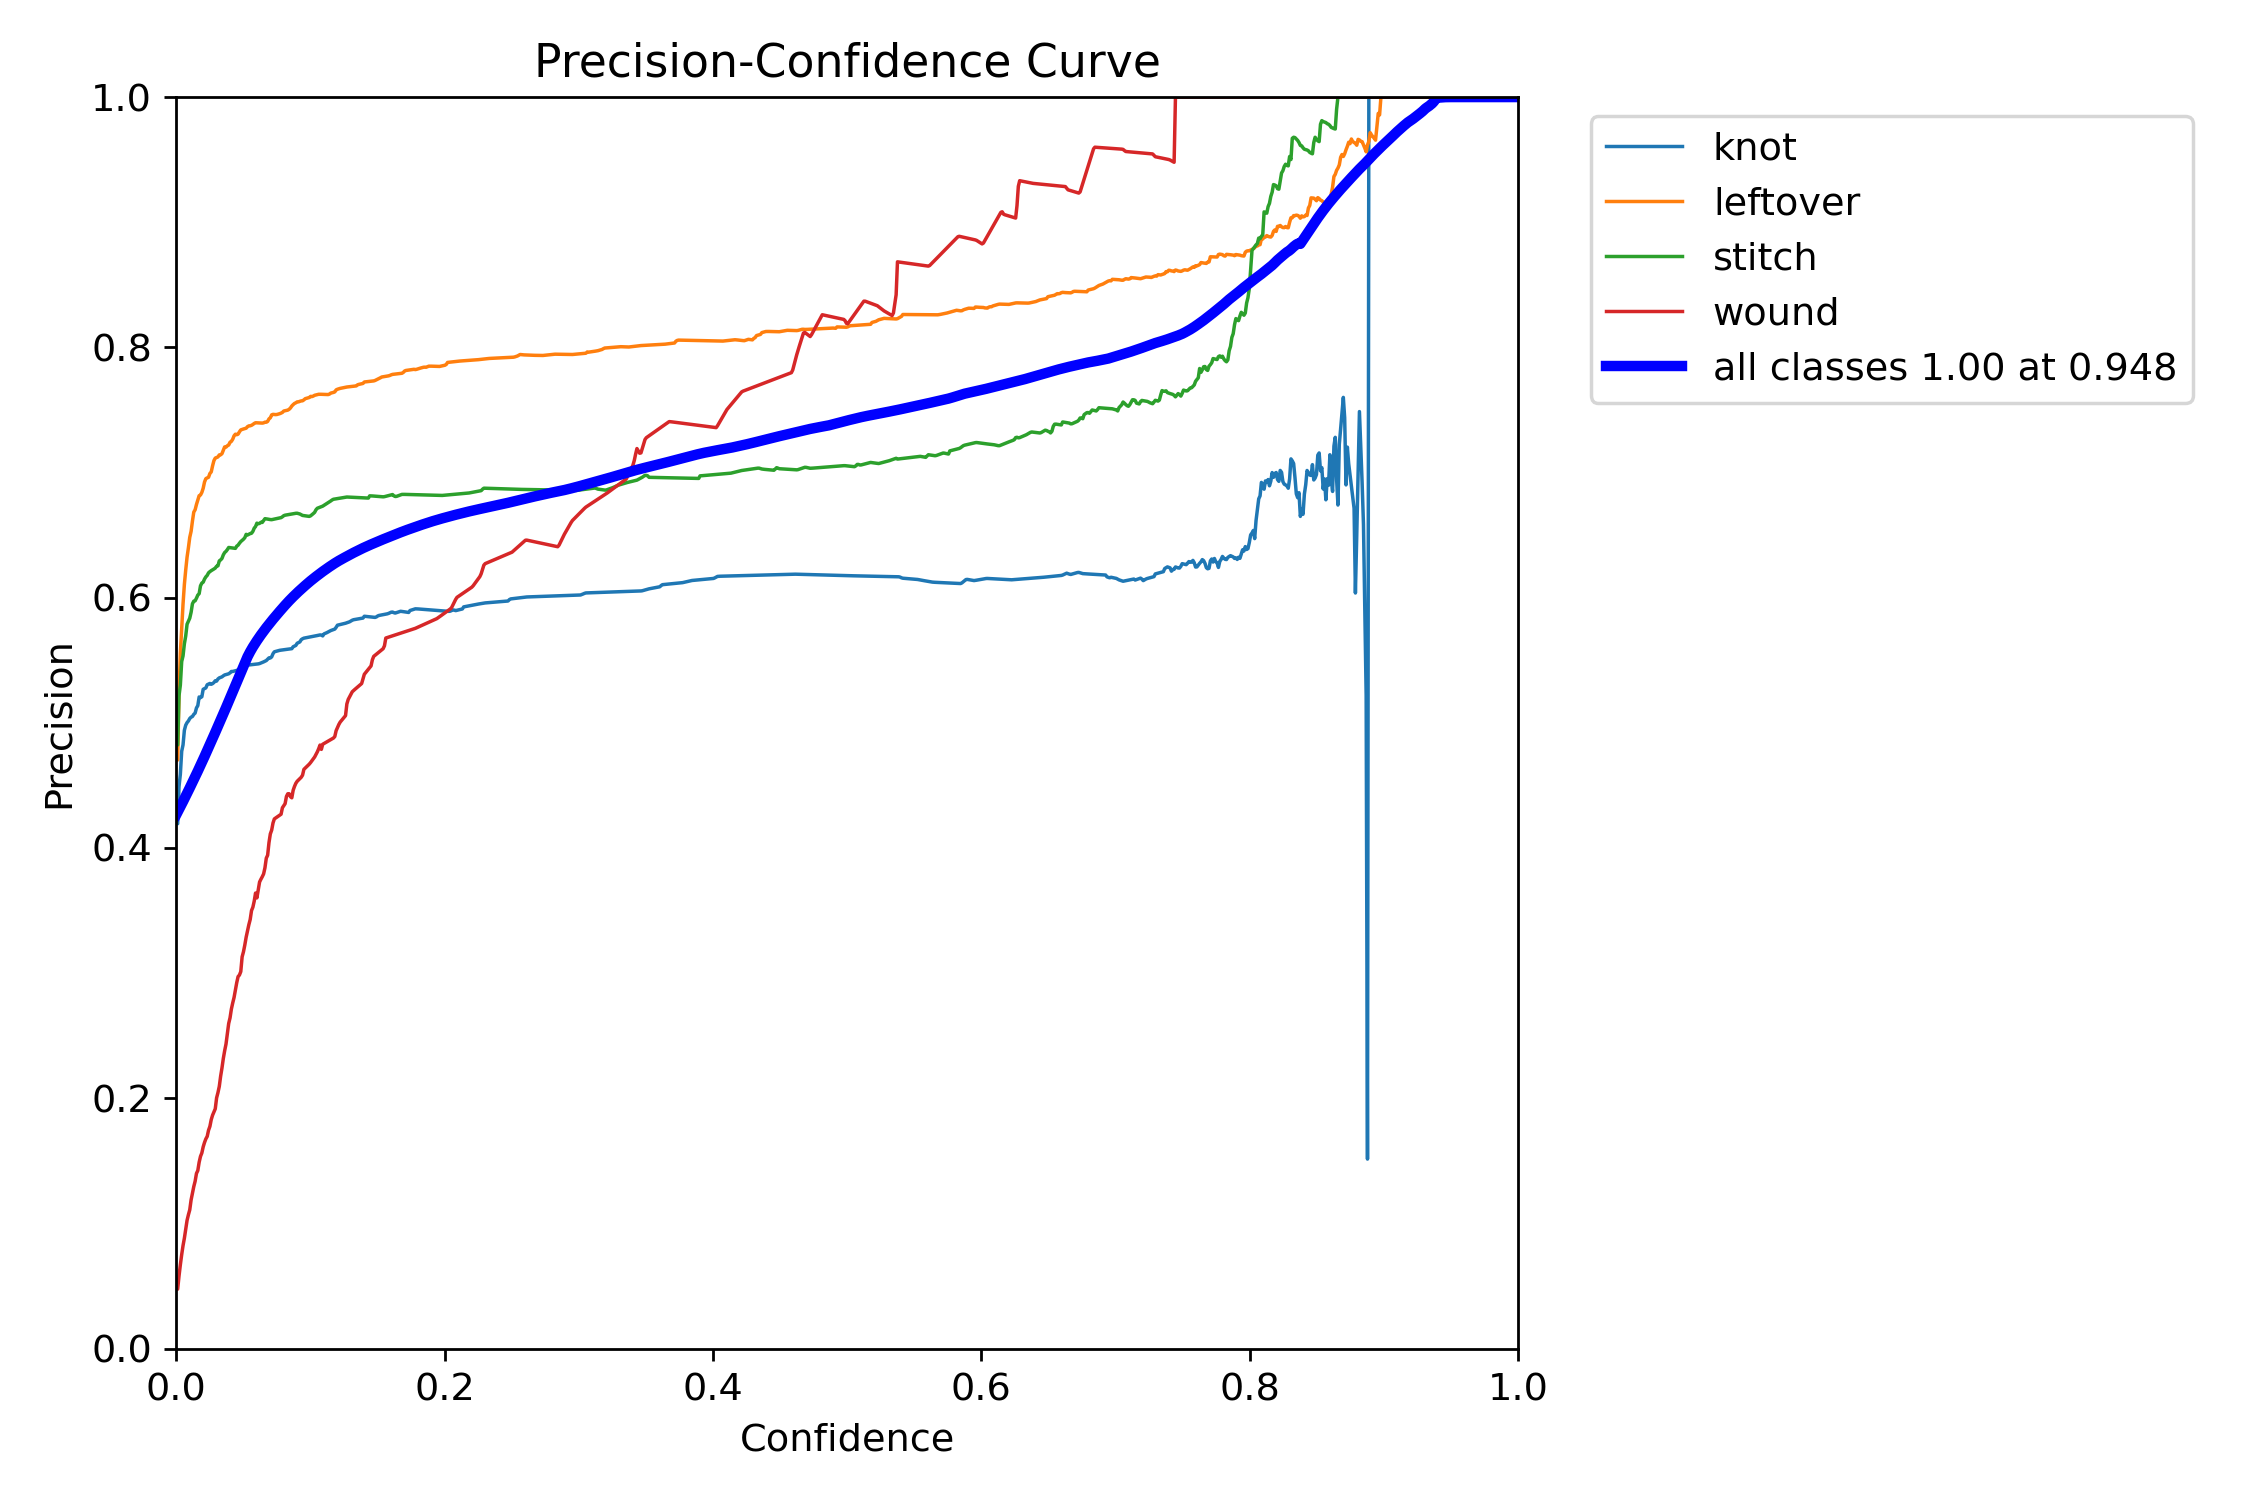 Precision-Confidence Curve
1.0
0.8
0.6
0.4
0.2
0.0
0.0 0.2 0.4 0.6 0.8 1.0
Precision
Confidence
knot
leftover
stitch
wound
all classes 1.00 at 0.948